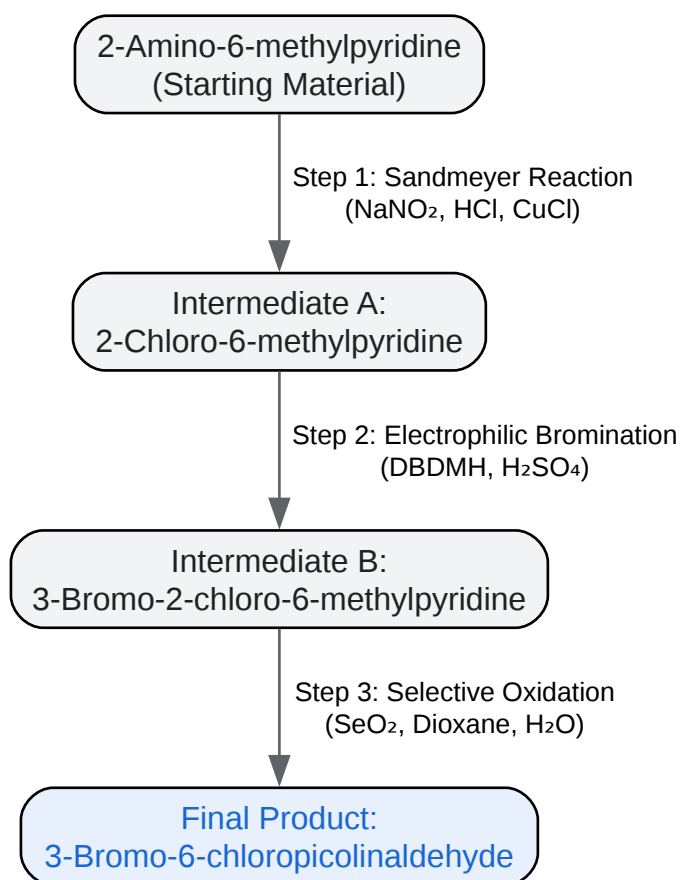 2-Amino-6-methylpyridine
(Starting Material)
Step 1: Sandmeyer Reaction
(NaNO₂, HCl, CuCl)
Intermediate A:
2-Chloro-6-methylpyridine
Step 2: Electrophilic Bromination
(DBDMH, H₂SO₄)
Intermediate B:
3-Bromo-2-chloro-6-methylpyridine
Step 3: Selective Oxidation
(SeO₂, Dioxane, H₂O)
Final Product:
3-Bromo-6-chloropicolinaldehyde